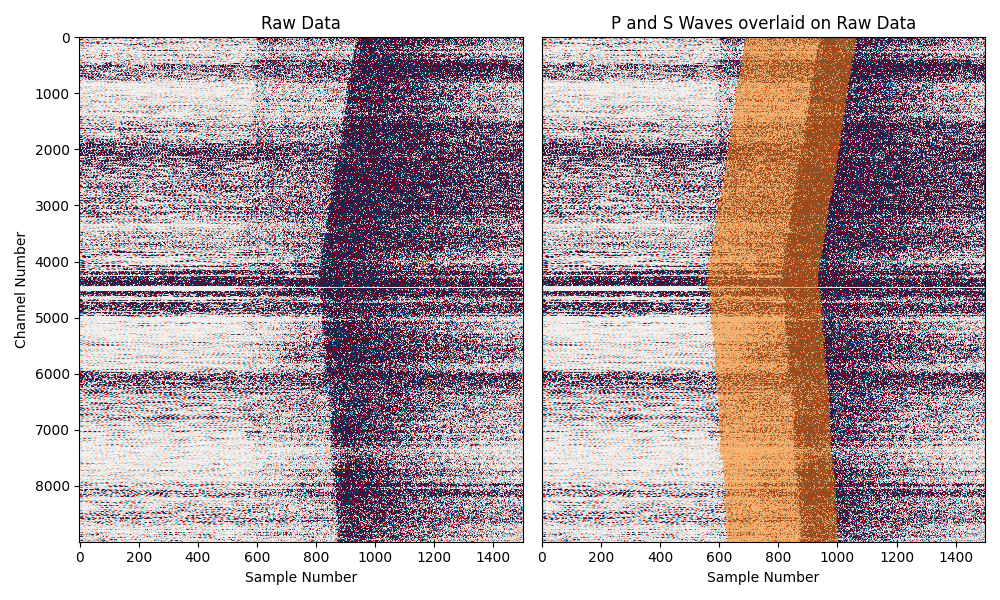 Raw Data
P and S Waves overlaid on Raw Data
Channel Number
0
1000
2000
3000
4000
5000
6000
7000
8000
0 200 400 600 800 1000 1200 1400
0 200 400 600 800 1000 1200 1400
Sample Number
Sample Number